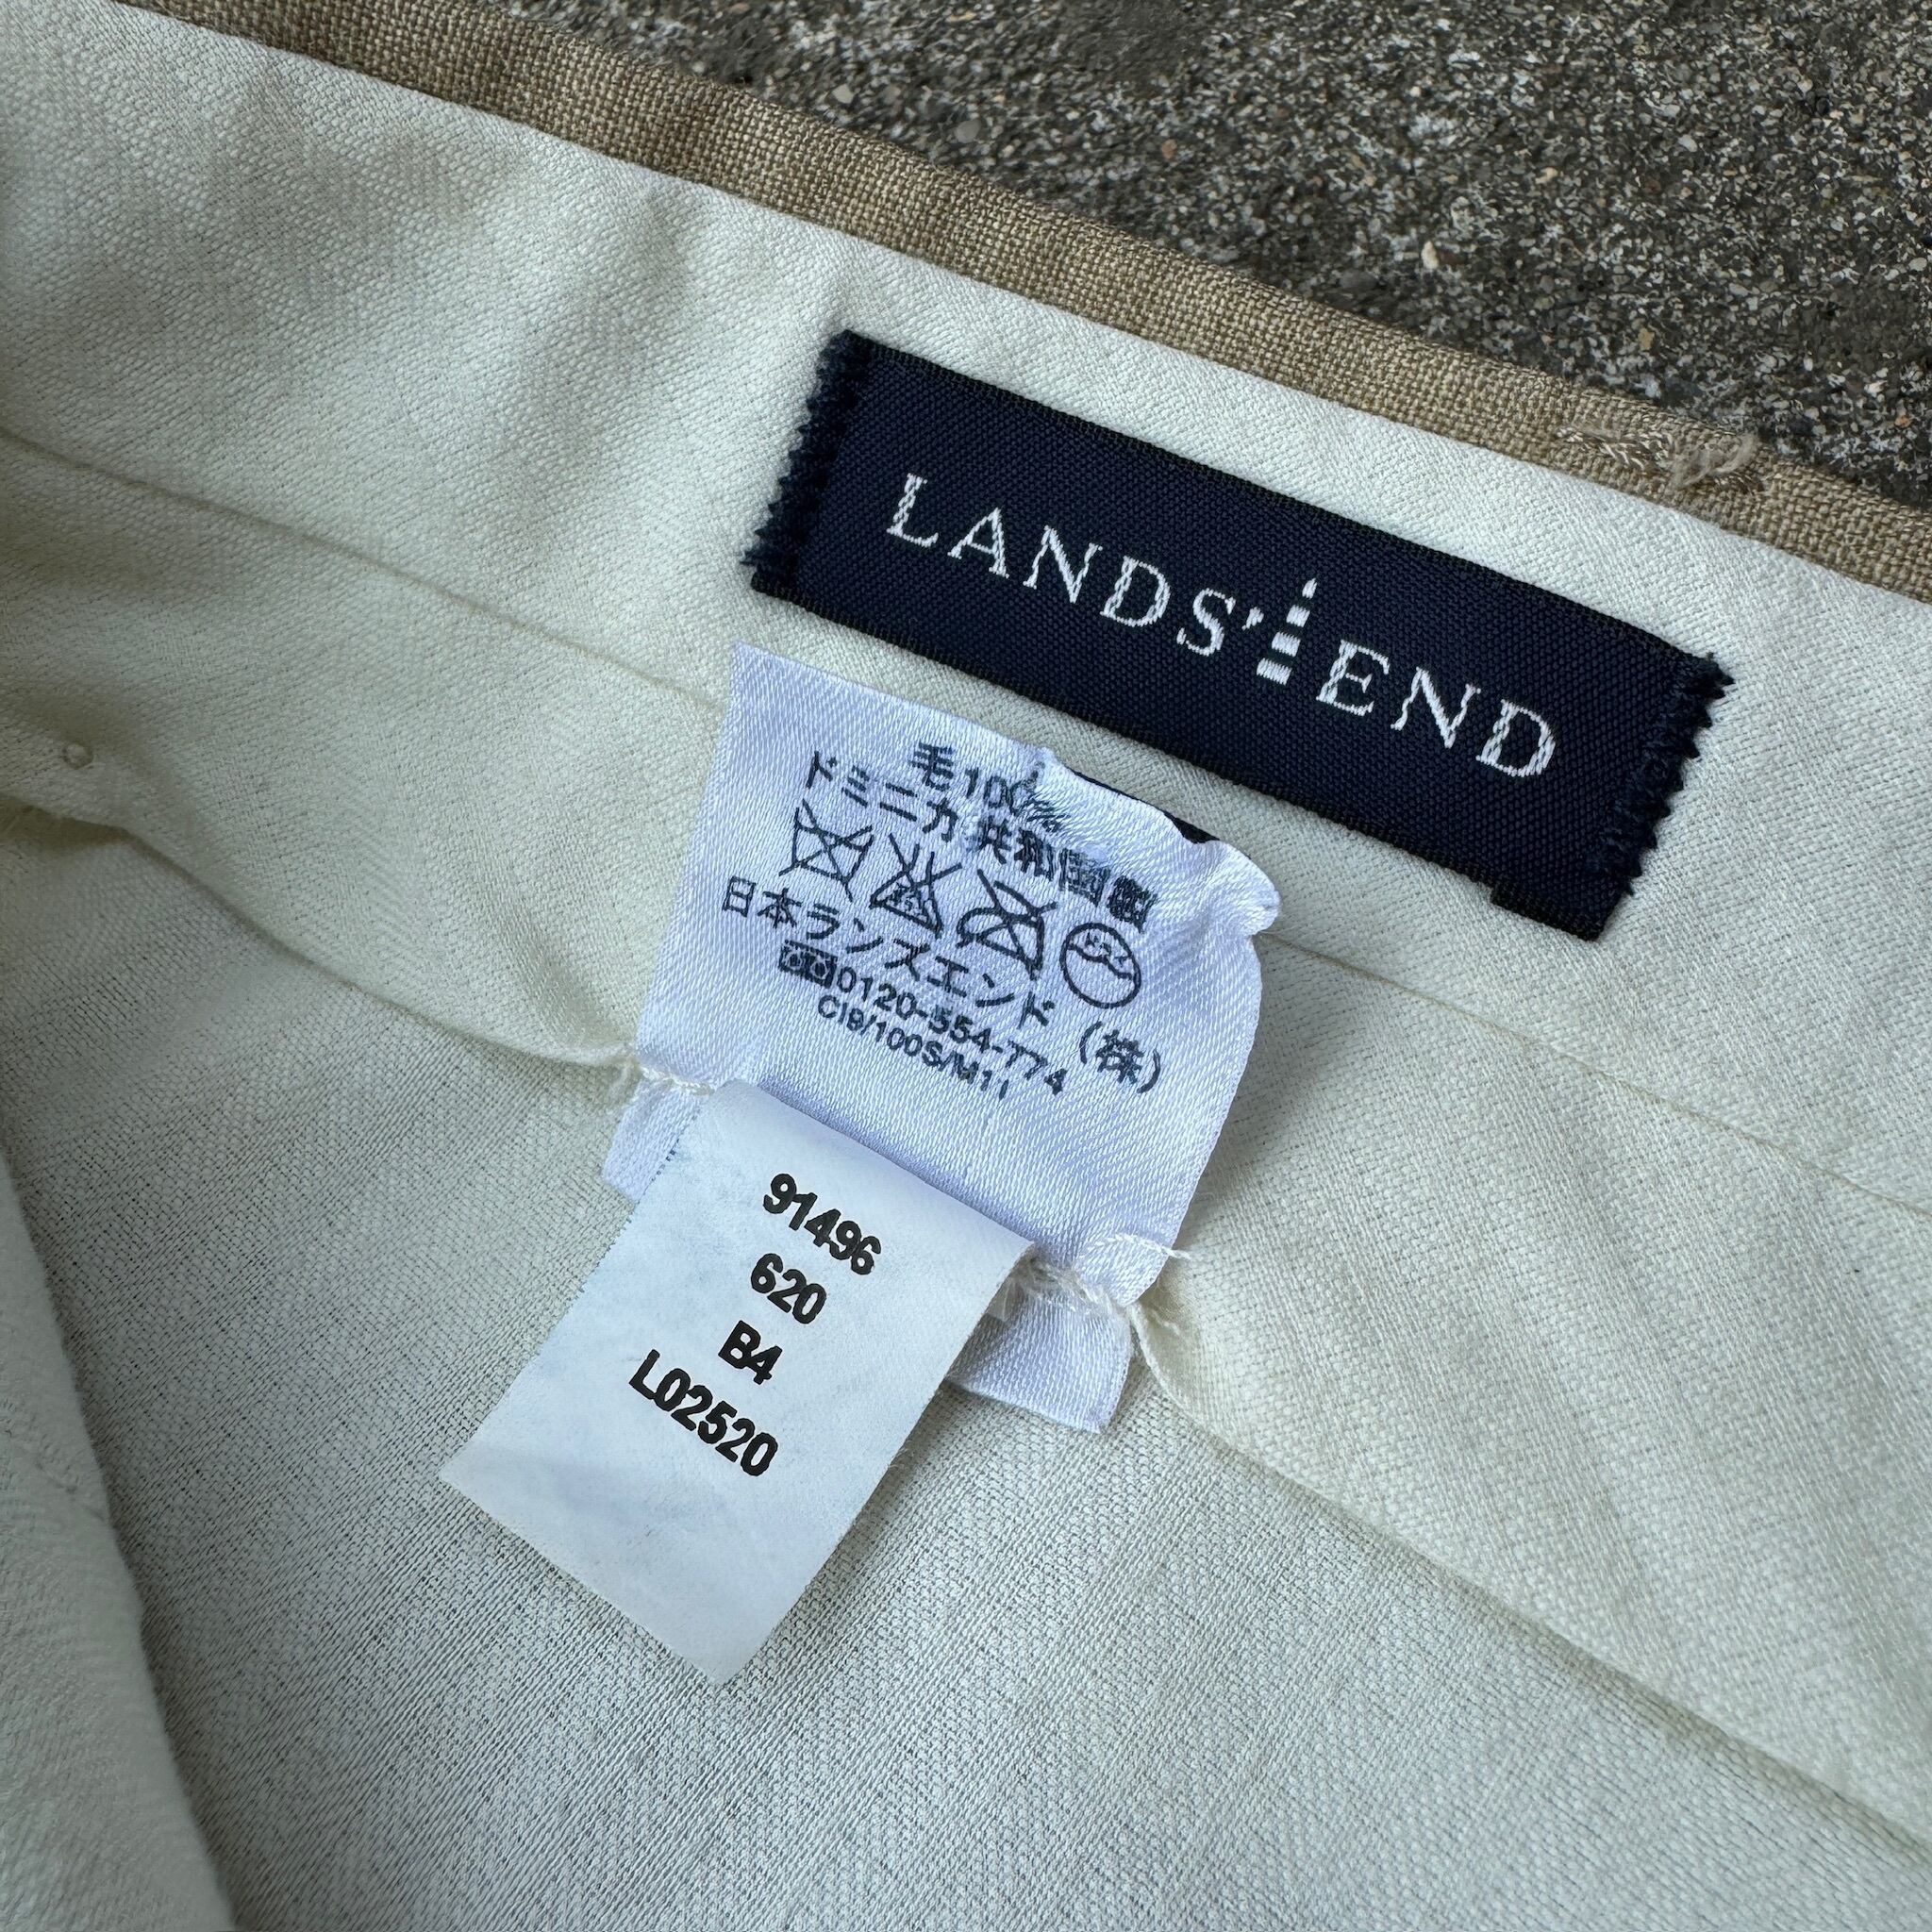 LANDS' END
毛100%
ドミニカ共和国製
日本ランズエンド(株)
0120-554-774
C19/100S/M11
91496
620
B4
L02520